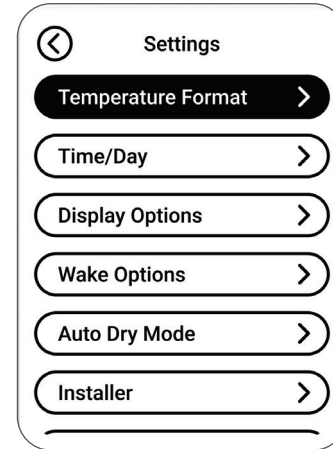 Settings
Temperature Format
Time/Day
Display Options
Wake Options
Auto Dry Mode
Installer